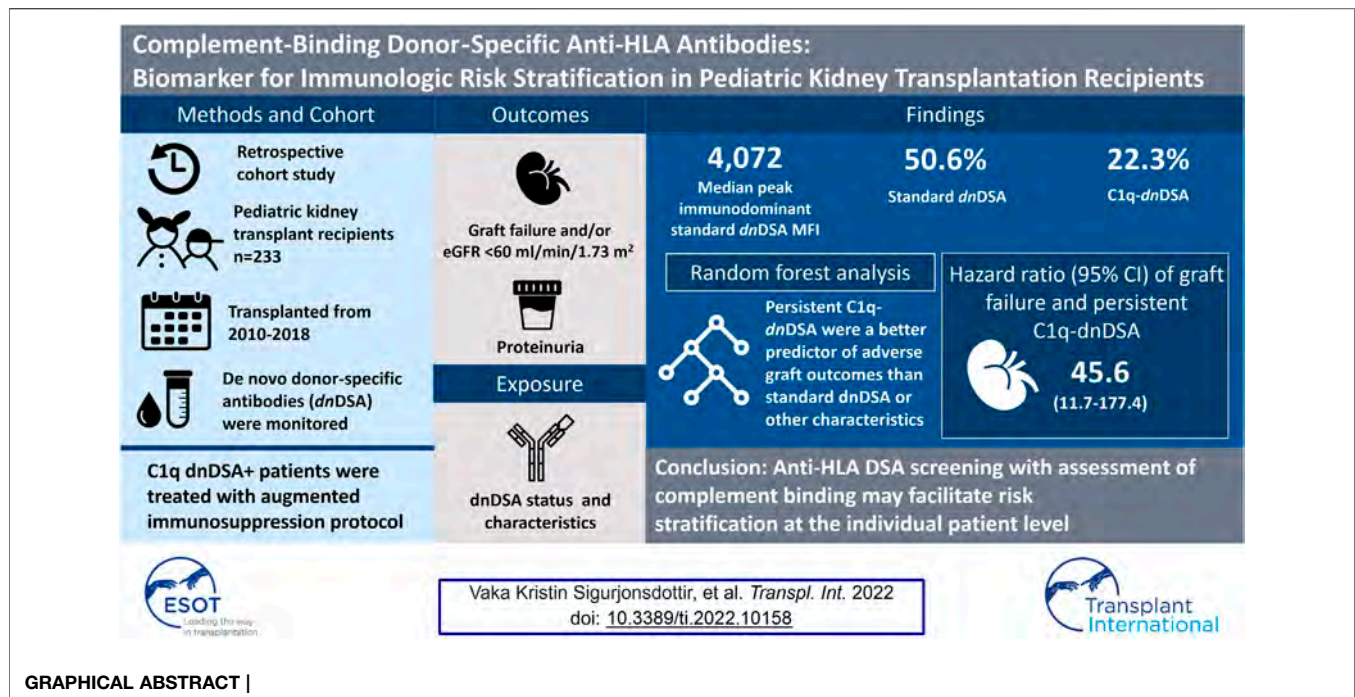 Complement-Binding Donor-Specific Anti-HLA Antibodies:
Biomarker for Immunologic Risk Stratification in Pediatric Kidney Transplantation Recipients
Methods and Cohort
Retrospective
cohort study
Pediatric kidney
transplant recipients
n=233
Transplanted from
2010-2018
De novo donor-specific
antibodies (dnDSA)
were monitored
C1q dnDSA+ patients were
treated with augmented
immunosuppression protocol
Outcomes
Graft failure and/or
eGFR <60 ml/min/1.73 m²
Proteinuria
Exposure
dnDSA status and
characteristics
Findings
4,072
Median peak
immunodominant
standard dnDSA MFI
50.6%
Standard dnDSA
22.3%
C1q-dnDSA
Random forest analysis
Persistent C1q-
dnDSA were a better
predictor of adverse
graft outcomes than
standard dnDSA or
other characteristics
Hazard ratio (95% CI) of graft
failure and persistent
C1q-dnDSA
45.6
(11.7-177.4)
Conclusion: Anti-HLA DSA screening with assessment of
complement binding may facilitate risk
stratification at the individual patient level
ESOT
Leading the way
in transplantation
Vaka Kristin Sigurjonsdottir, et al. Transpl. Int. 2022
doi: 10.3389/ti.2022.10158
Transplant
International
GRAPHICAL ABSTRACT |